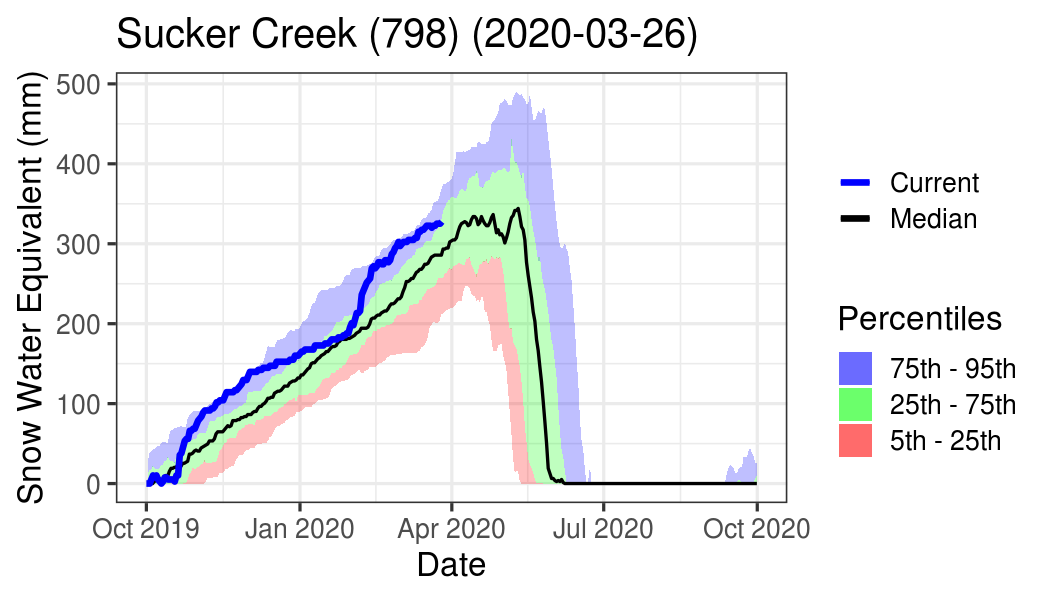 Sucker Creek (798) (2020-03-26)
Snow Water Equivalent (mm)
500
400
300
200
100
0
Oct 2019
Jan 2020
Apr 2020
Jul 2020
Oct 2020
Date
Current
Median
Percentiles
75th - 95th
25th - 75th
5th - 25th